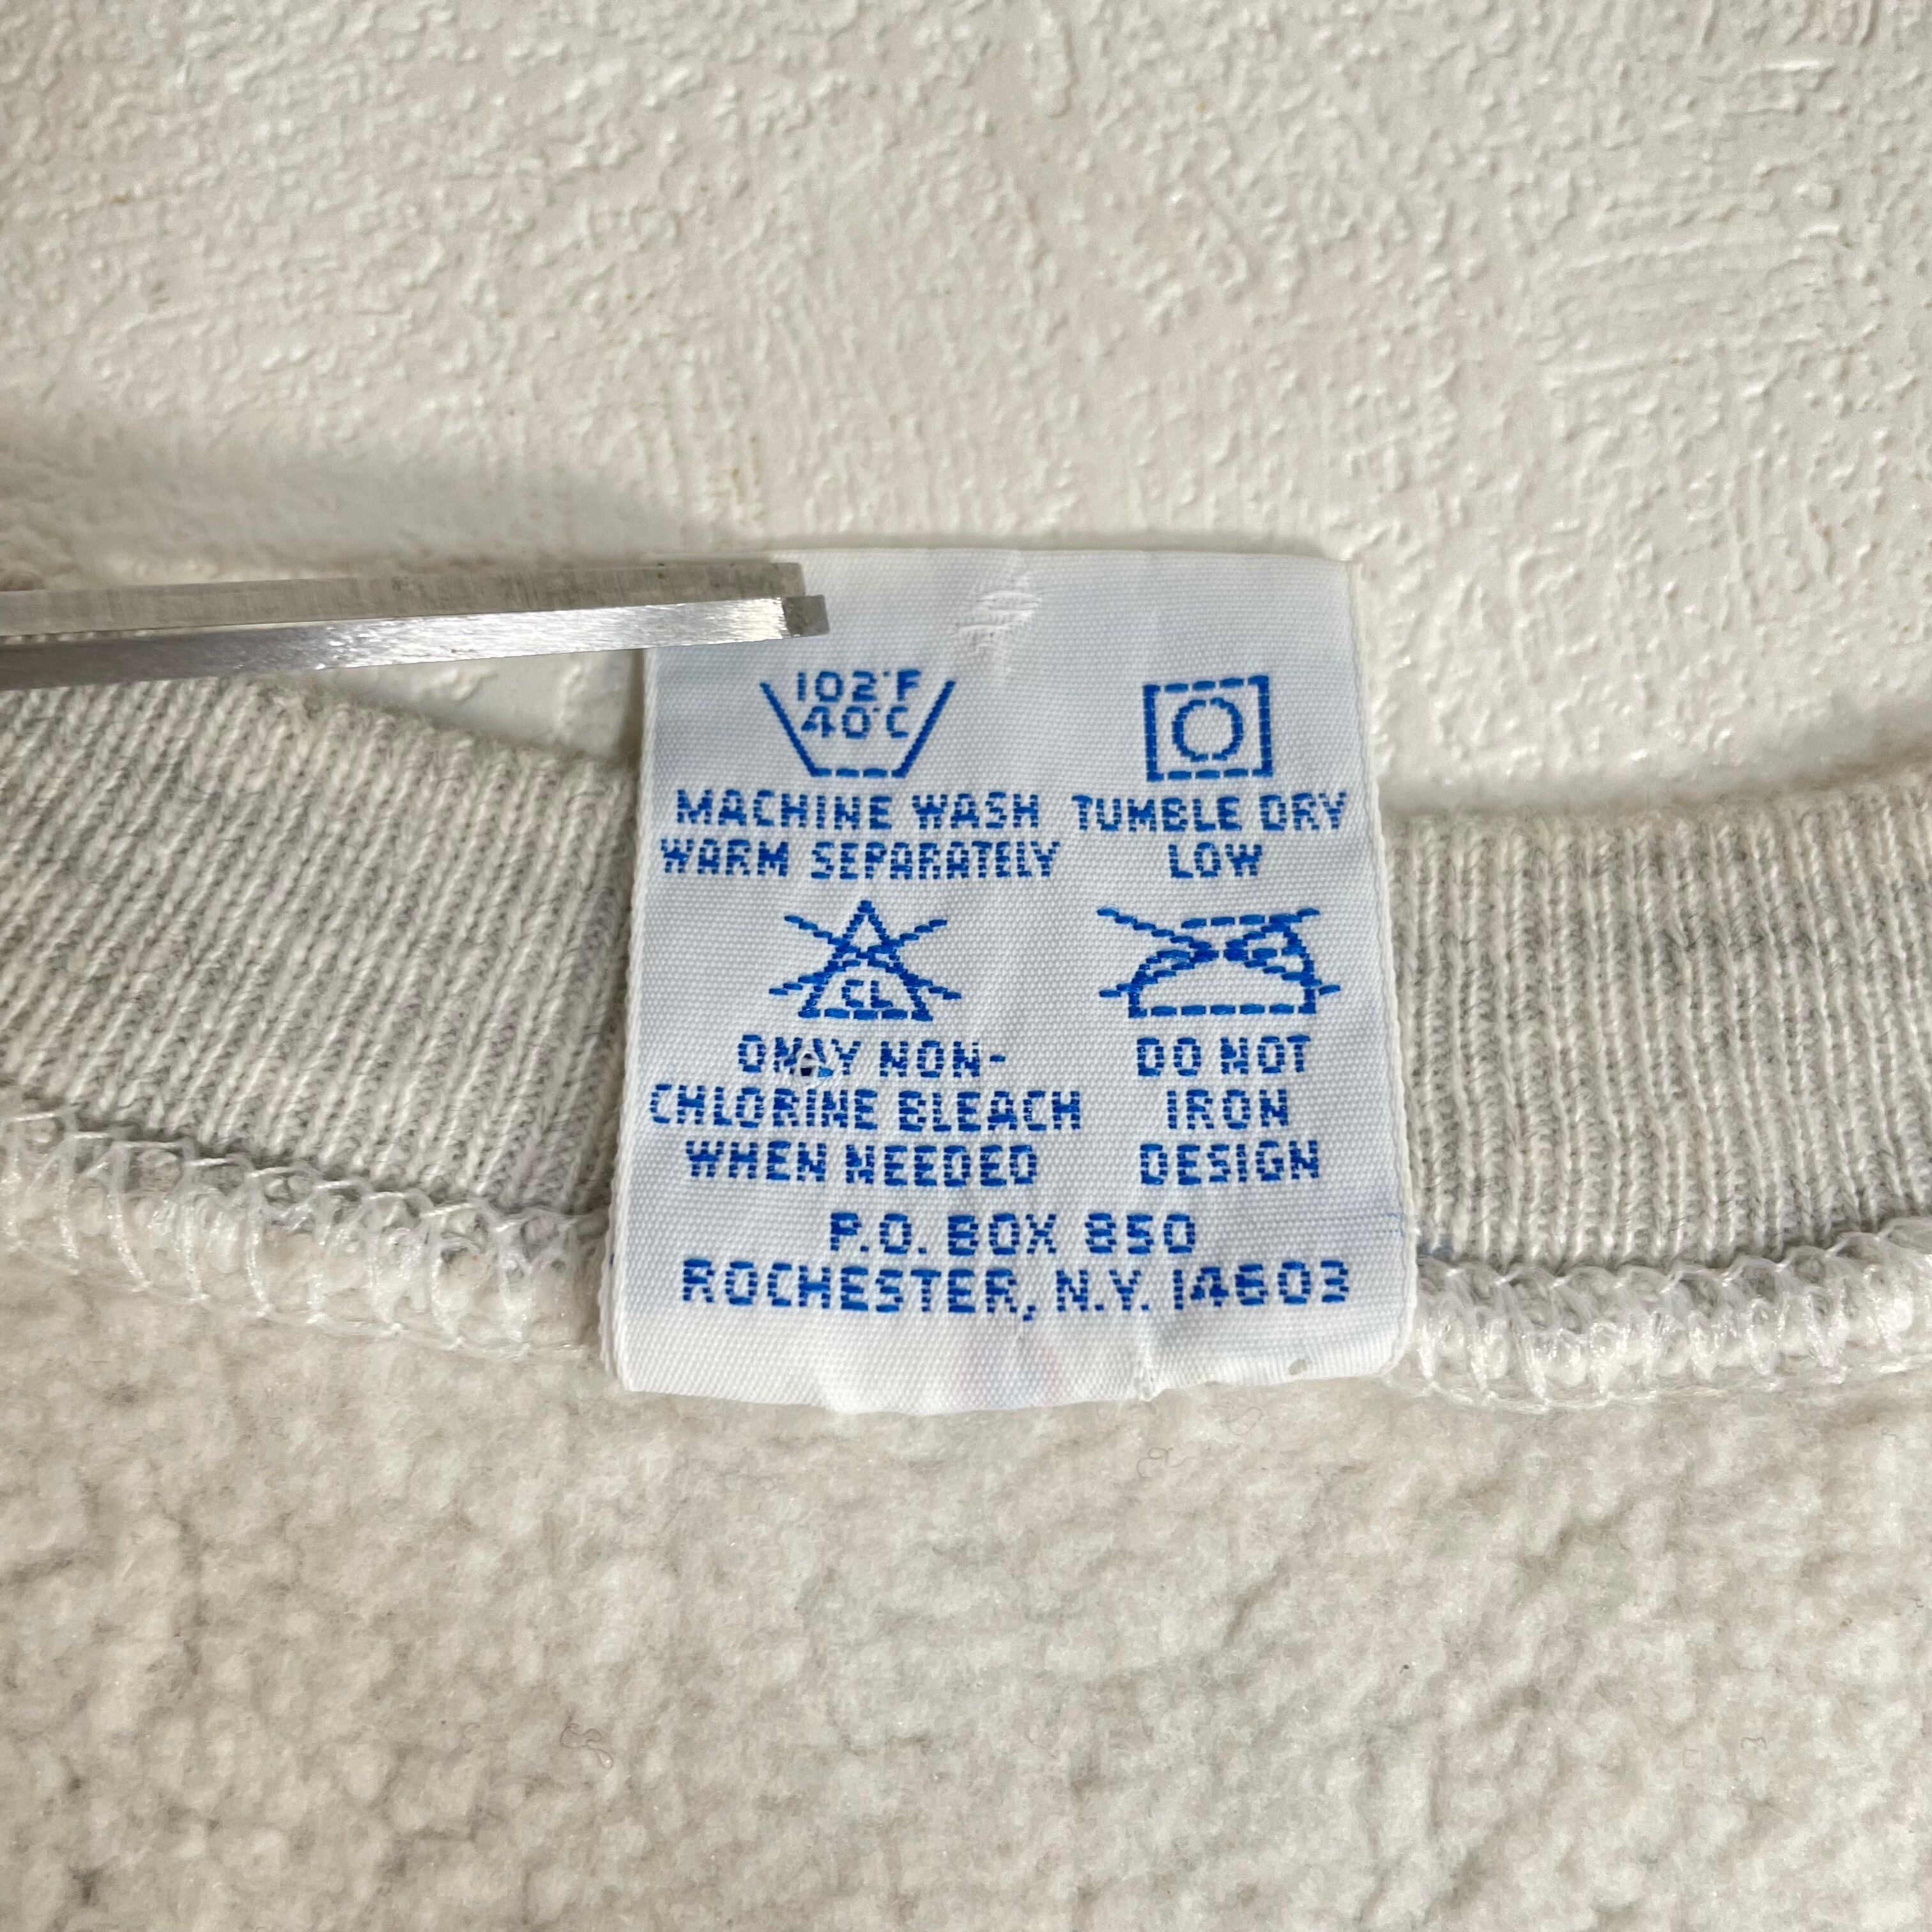 102°F
40°C
MACHINE WASH
WARM SEPARATELY
TUMBLE DRY
LOW
CL
ONLY NON-
CHLORINE BLEACH
WHEN NEEDED
DO NOT
IRON
DESIGN
P.O. BOX 850
ROCHESTER, N.Y. 14603